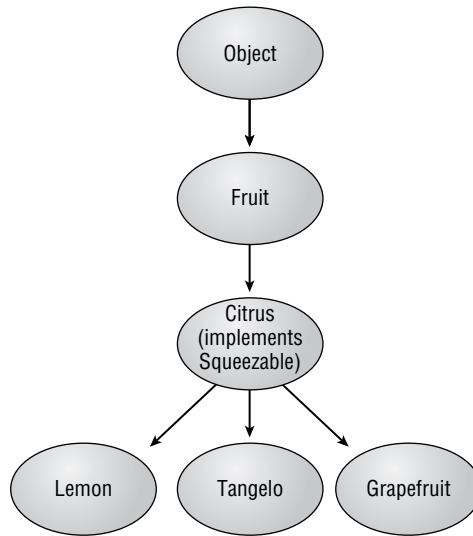 Object
Fruit
Citrus
(implements
Squeezable)
Lemon
Tangelo
Grapefruit